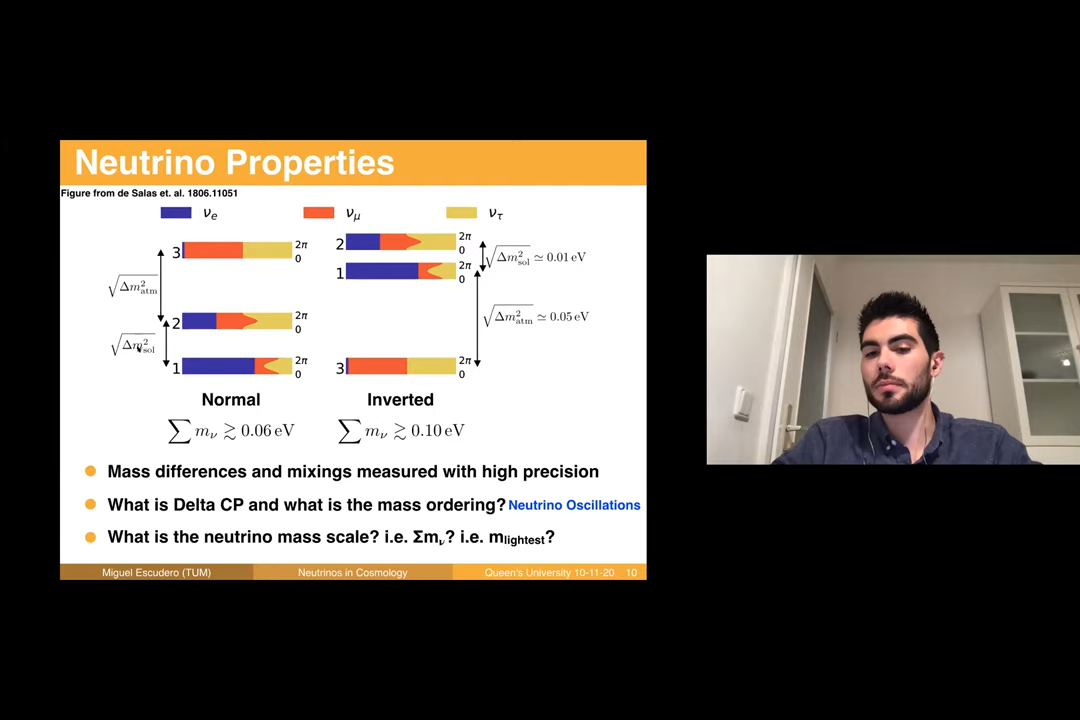 Neutrino Properties
Figure from de Salas et. al. 1806.11051
νe νμ ντ
3 2π 0
√Δm²atm
2 2π 0
√Δm²sol
1 2π 0
2 2π 0
√Δm²sol ≃ 0.01 eV
1 2π 0
√Δm²atm ≃ 0.05 eV
3 2π 0
Normal Inverted
∑ mν ≳ 0.06 eV ∑ mν ≳ 0.10 eV
Mass differences and mixings measured with high precision
What is Delta CP and what is the mass ordering? Neutrino Oscillations
What is the neutrino mass scale? i.e. Σmν? i.e. mlightest?
Miguel Escudero (TUM) Neutrinos in Cosmology Queen's University 10-11-20 10